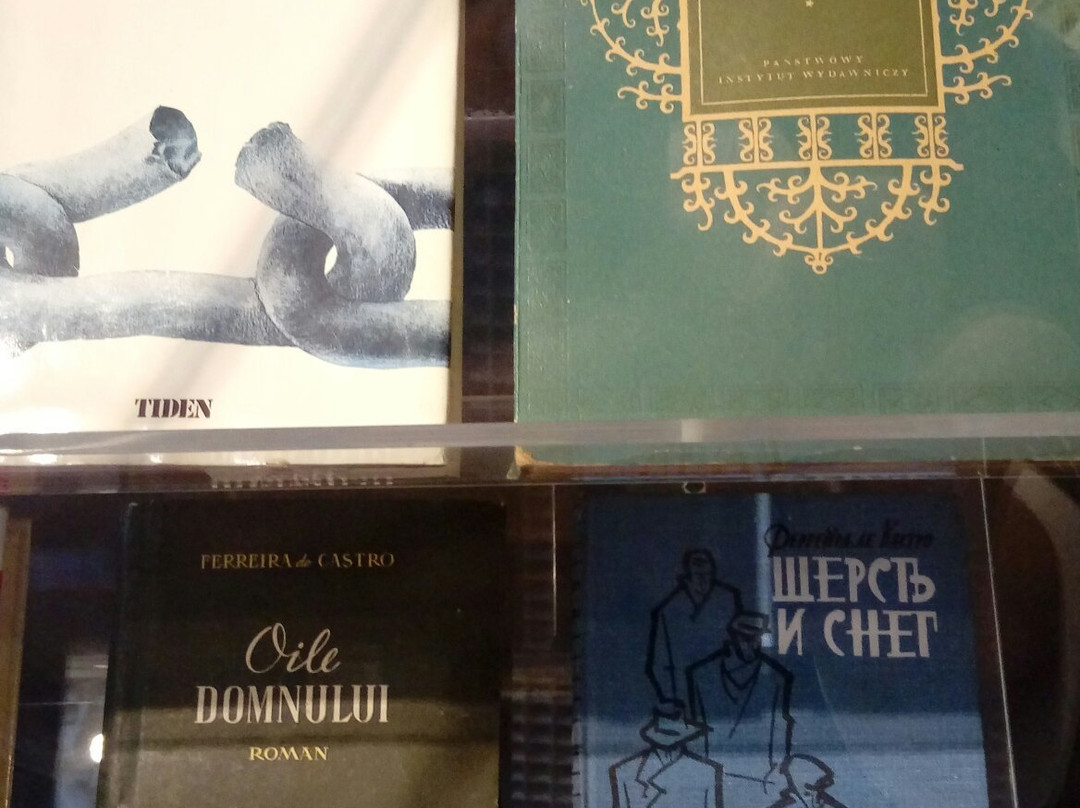 TIDEN
PAŃSTWOWY
INSTYTUT WYDAWNICZY
FERREIRA de CASTRO
Oile
DOMNULUI
ROMAN
Феррейра де Кастро
ШЕРСТЬ
И СНЕГ